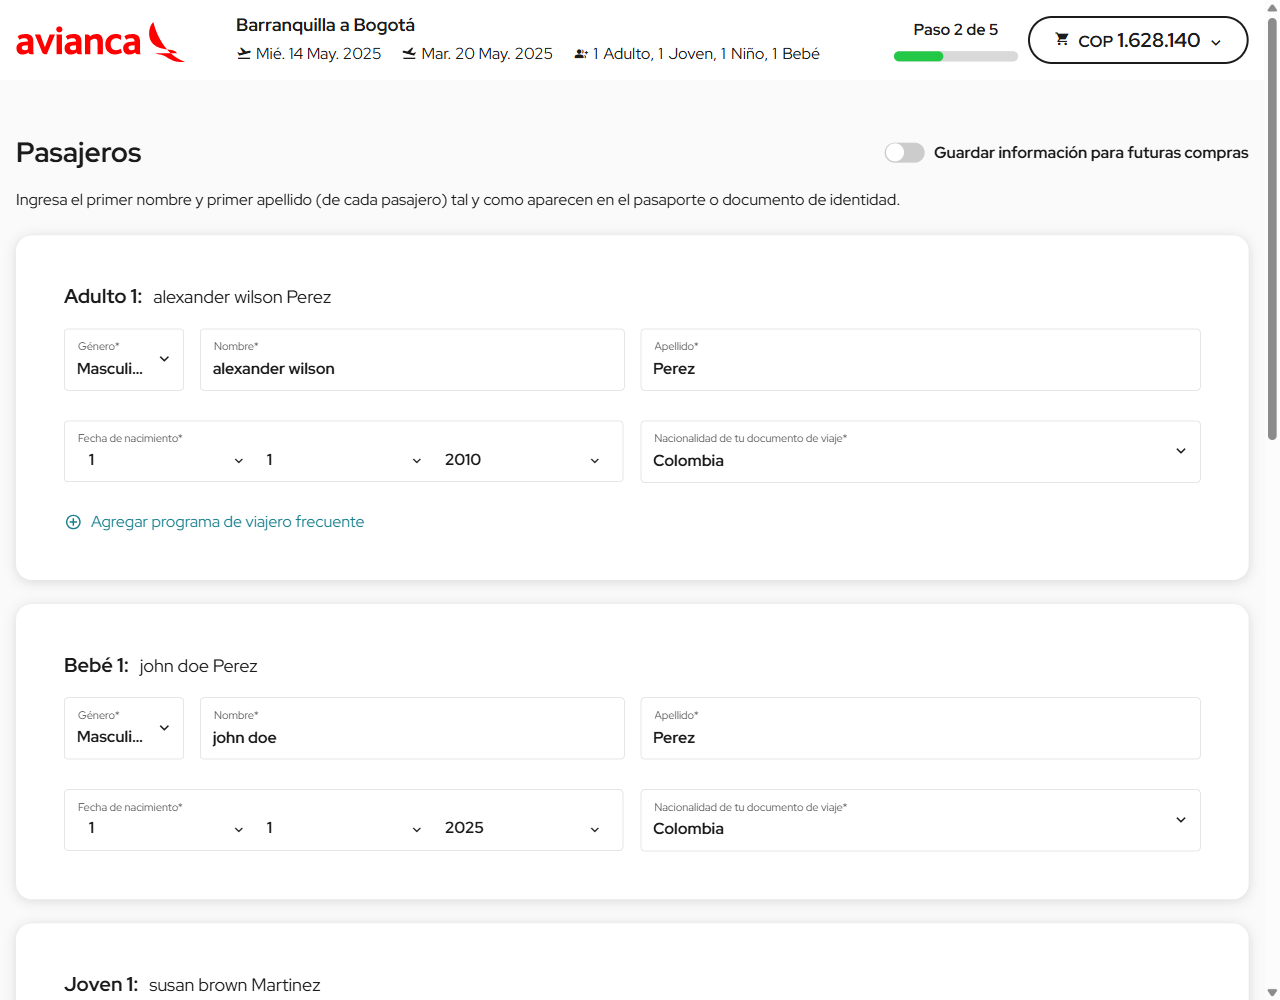 avianca
Barranquilla a Bogotá
Mié. 14 May. 2025 Mar. 20 May. 2025 1 Adulto, 1 Joven, 1 Niño, 1 Bebé
Paso 2 de 5
COP 1.628.140
Pasajeros
Guardar información para futuras compras
Ingresa el primer nombre y primer apellido (de cada pasajero) tal y como aparecen en el pasaporte o documento de identidad.
Adulto 1: alexander wilson Perez
Género* Nombre* Apellido*
Masculi... alexander wilson Perez
Fecha de nacimiento* Nacionalidad de tu documento de viaje*
1 1 2010 Colombia
Agregar programa de viajero frecuente
Bebé 1: john doe Perez
Género* Nombre* Apellido*
Masculi... john doe Perez
Fecha de nacimiento* Nacionalidad de tu documento de viaje*
1 1 2025 Colombia
Joven 1: susan brown Martinez